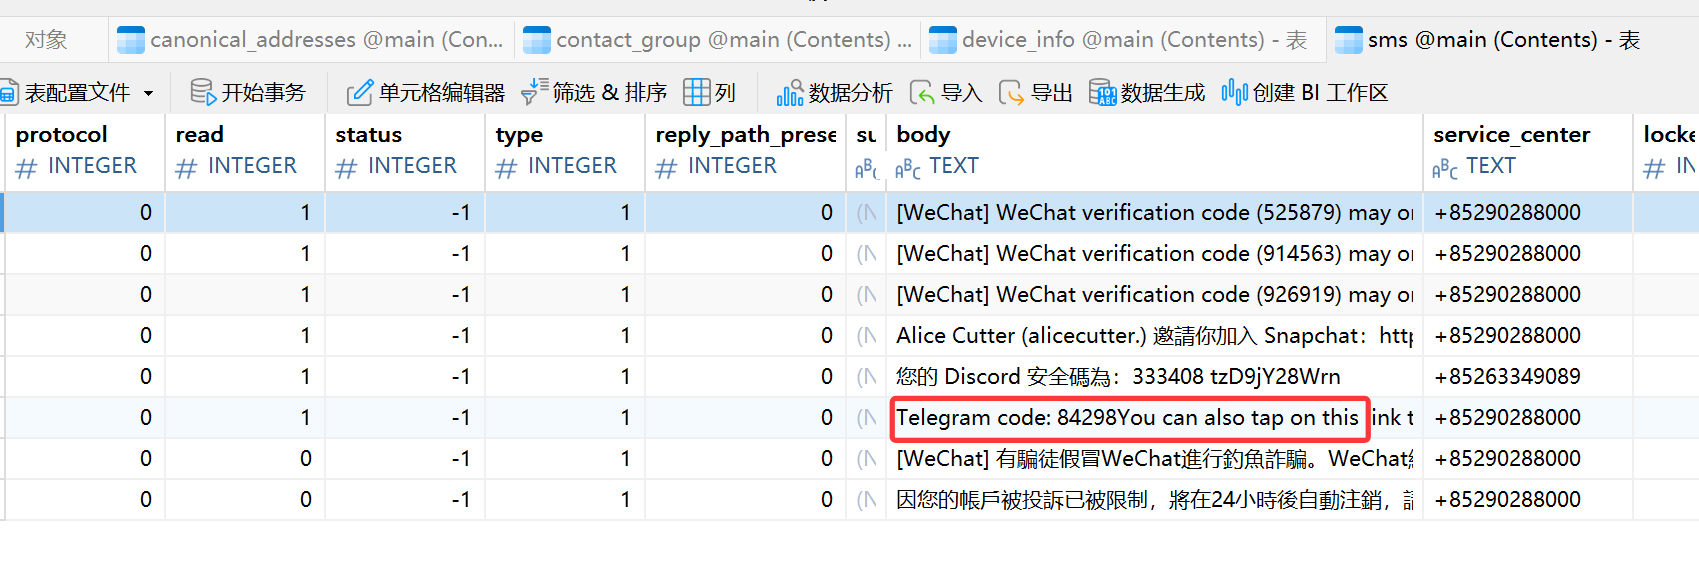 对象 canonical_addresses @main (Con... contact_group @main (Contents) ... device_info @main (Contents) - 表 sms @main (Contents) - 表
表配置文件 开始事务 单元格编辑器 筛选 & 排序 列 数据分析 导入 导出 数据生成 创建 BI 工作区
protocol read status type reply_path_prese su body service_center locke
# INTEGER # INTEGER # INTEGER # INTEGER # INTEGER ABC ABC TEXT ABC TEXT # IN
0 1 -1 1 0 (N [WeChat] WeChat verification code (525879) may or +85290288000
0 1 -1 1 0 (N [WeChat] WeChat verification code (914563) may or +85290288000
0 1 -1 1 0 (N [WeChat] WeChat verification code (926919) may or +85290288000
0 1 -1 1 0 (N Alice Cutter (alicecutter.) 邀請你加入 Snapchat：http +85290288000
0 1 -1 1 0 (N 您的 Discord 安全碼為：333408 tzD9jY28Wrn +85263349089
0 1 -1 1 0 (N Telegram code: 84298You can also tap on this link t +85290288000
0 0 -1 1 0 (N [WeChat] 有騙徒假冒WeChat進行釣魚詐騙。WeChat +85290288000
0 0 -1 1 0 (N 因您的帳戶被投訴已被限制，將在24小時後自動注銷， +85290288000